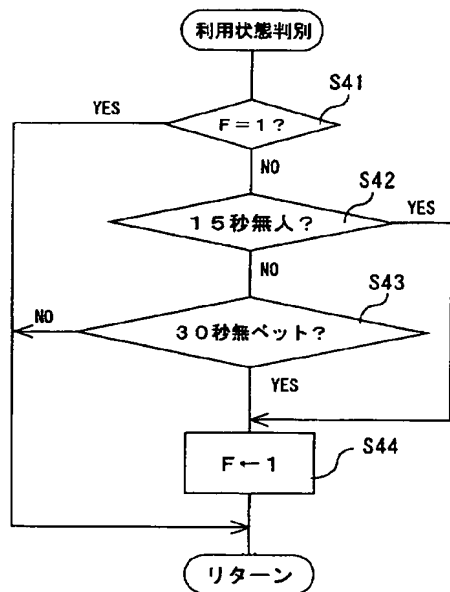 利用状態判別
S41
YES
F=1?
NO
S42
15秒無人?
YES
NO
S43
NO
30秒無ベット?
YES
S44
F←1
リターン